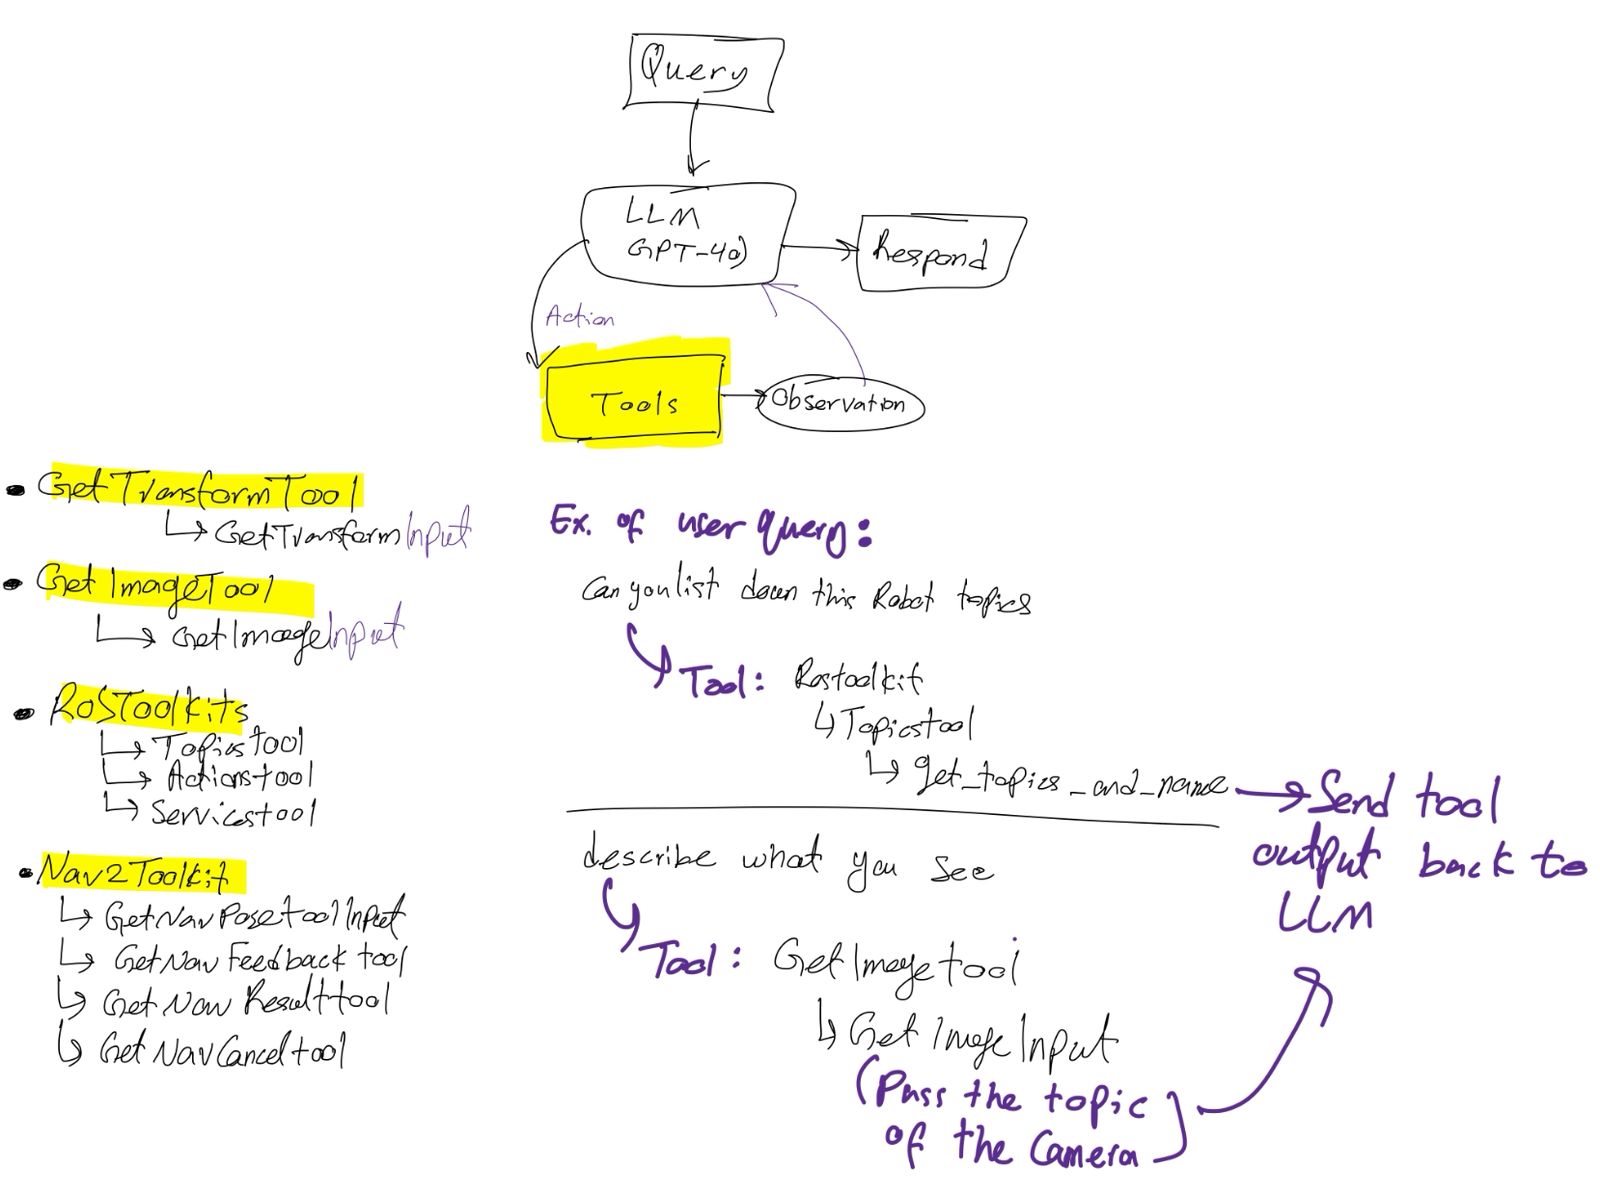 Query
LLM
GPT-4o)
Respond
Action
Tools
Observation
• GetTransformTool
↳ GetTransformInput
• GetImageTool
↳ GetImageInput
• ROSToolkits
↳ Topicstool
↳ Actionstool
↳ Servicestool
• Nav2Toolkit
↳ GetNavPosetoolInput
↳ GetNavFeedbacktool
↳ GetNavResulttool
↳ GetNavCanceltool
Ex. of user query:
Can you list down this Robot topics
Tool: Rostoolkit
↳ Topicstool
↳ get_topics_and_name
Send tool
output back to
LLM
describe what you see
Tool: GetImagetool
↳ GetImageInput
(Pass the topic
of the Camera